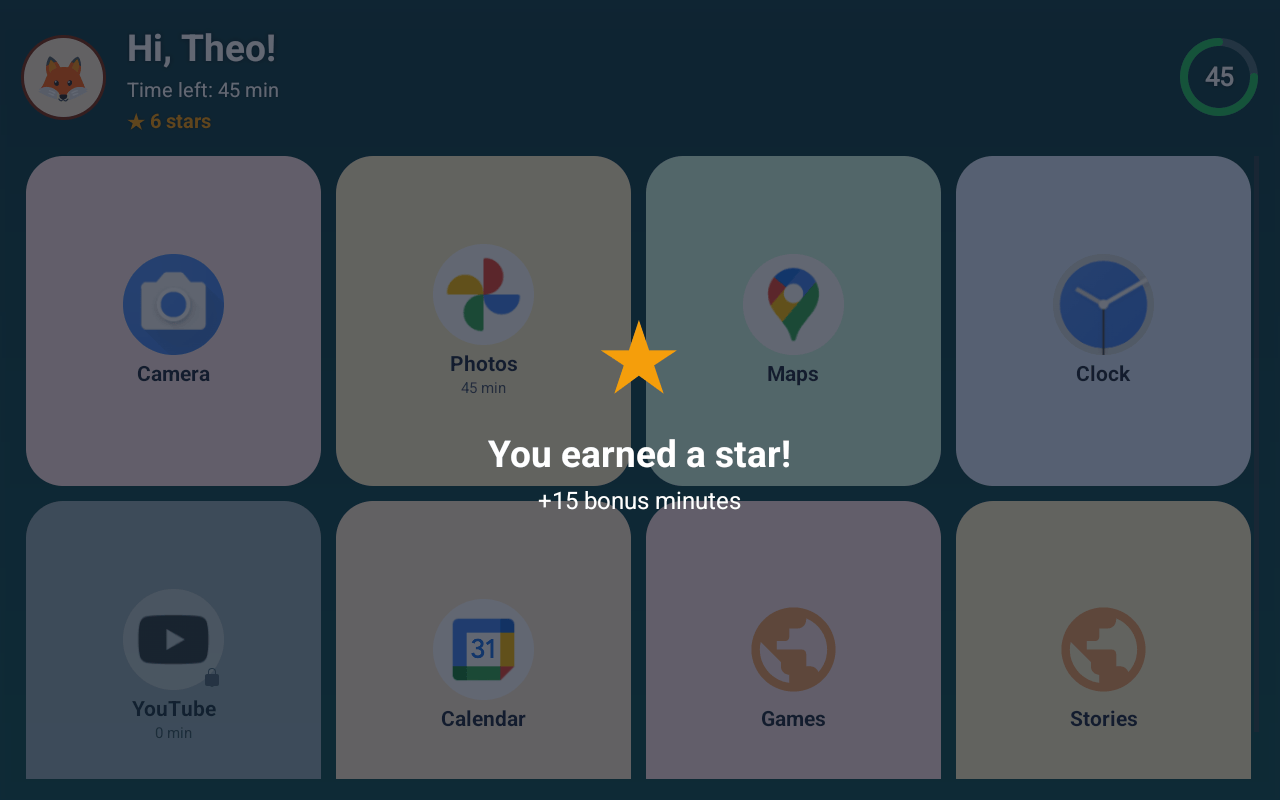 Hi, Theo!
Time left: 45 min
★ 6 stars
45
Camera
Photos
45 min
Maps
Clock
You earned a star!
+15 bonus minutes
YouTube
0 min
31
Calendar
Games
Stories